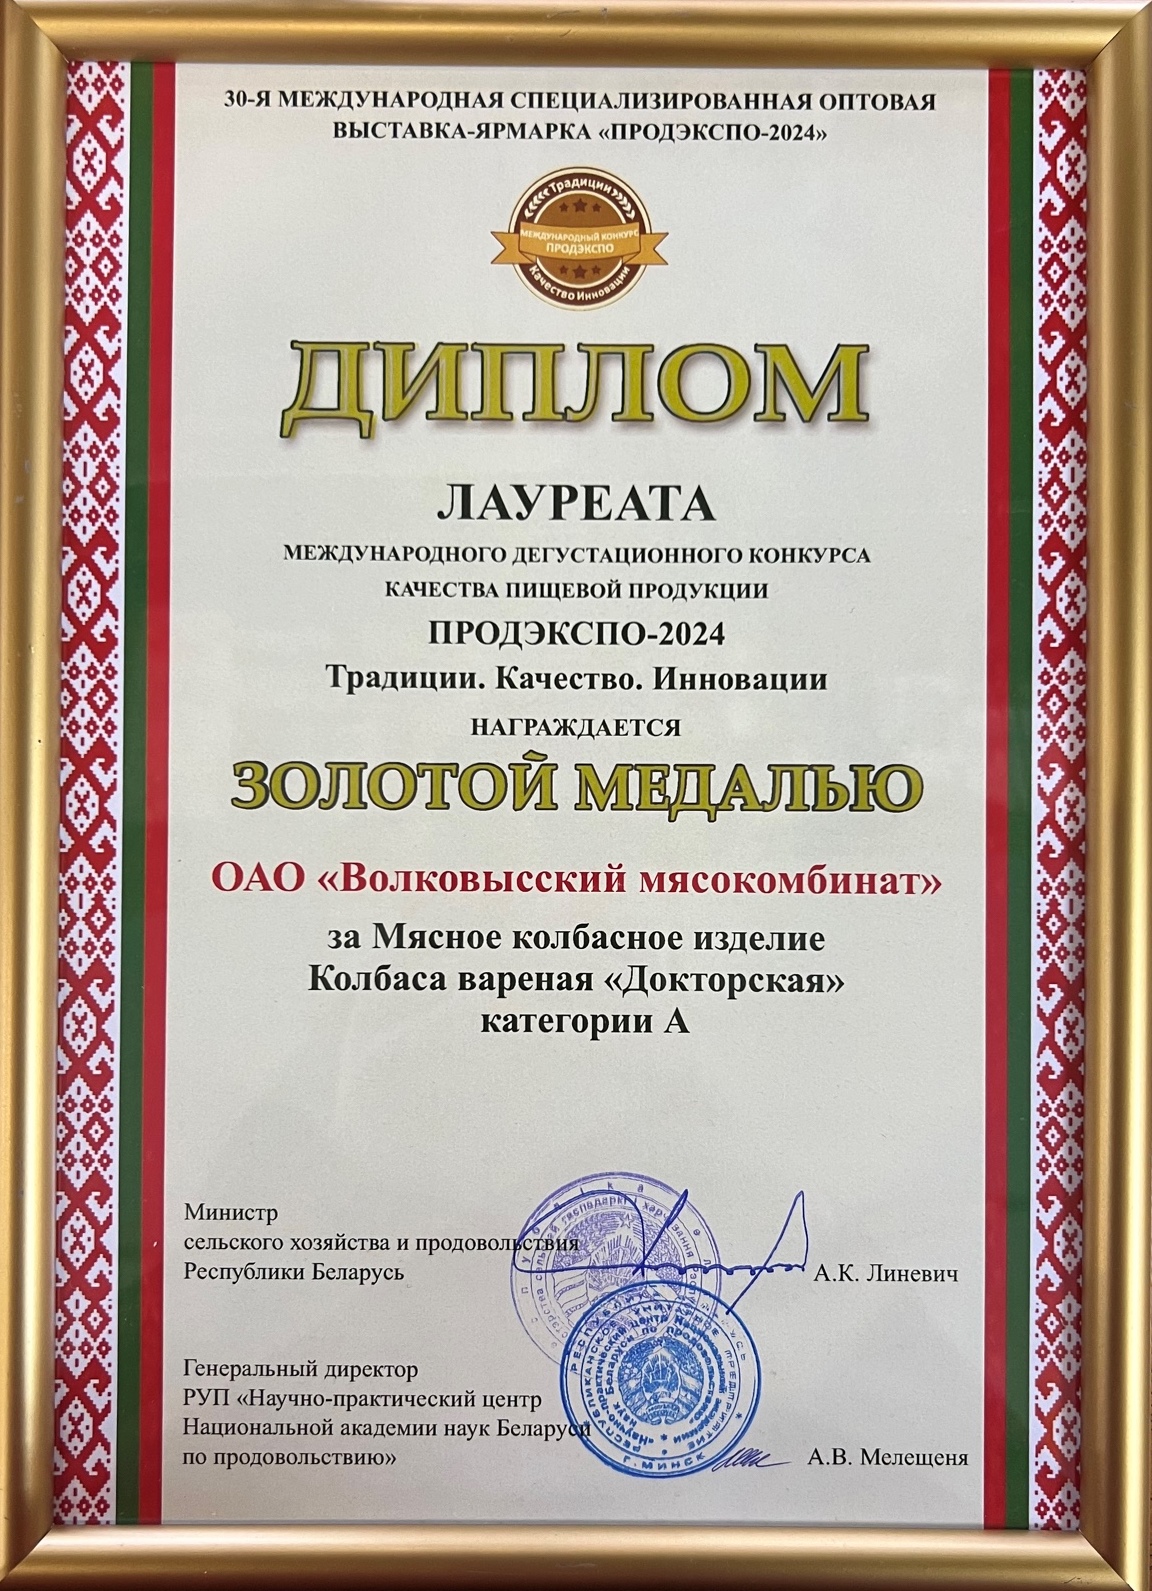 30-Я МЕЖДУНАРОДНАЯ СПЕЦИАЛИЗИРОВАННАЯ ОПТОВАЯ
ВЫСТАВКА-ЯРМАРКА «ПРОДЭКСПО-2024»
Традиции
МЕЖДУНАРОДНЫЙ КОНКУРС
ПРОДЭКСПО
Качество Инновации
ДИПЛОМ
ЛАУРЕАТА
МЕЖДУНАРОДНОГО ДЕГУСТАЦИОННОГО КОНКУРСА
КАЧЕСТВА ПИЩЕВОЙ ПРОДУКЦИИ
ПРОДЭКСПО-2024
Традиции. Качество. Инновации
НАГРАЖДАЕТСЯ
ЗОЛОТОЙ МЕДАЛЬЮ
ОАО «Волковысский мясокомбинат»
за Мясное колбасное изделие
Колбаса вареная «Докторская»
категории А
Министр
сельского хозяйства и продовольствия
Республики Беларусь
А.К. Линевич
Генеральный директор
РУП «Научно-практический центр
Национальной академии наук Беларуси
по продовольствию»
А.В. Мелещеня
Г. МИНСК